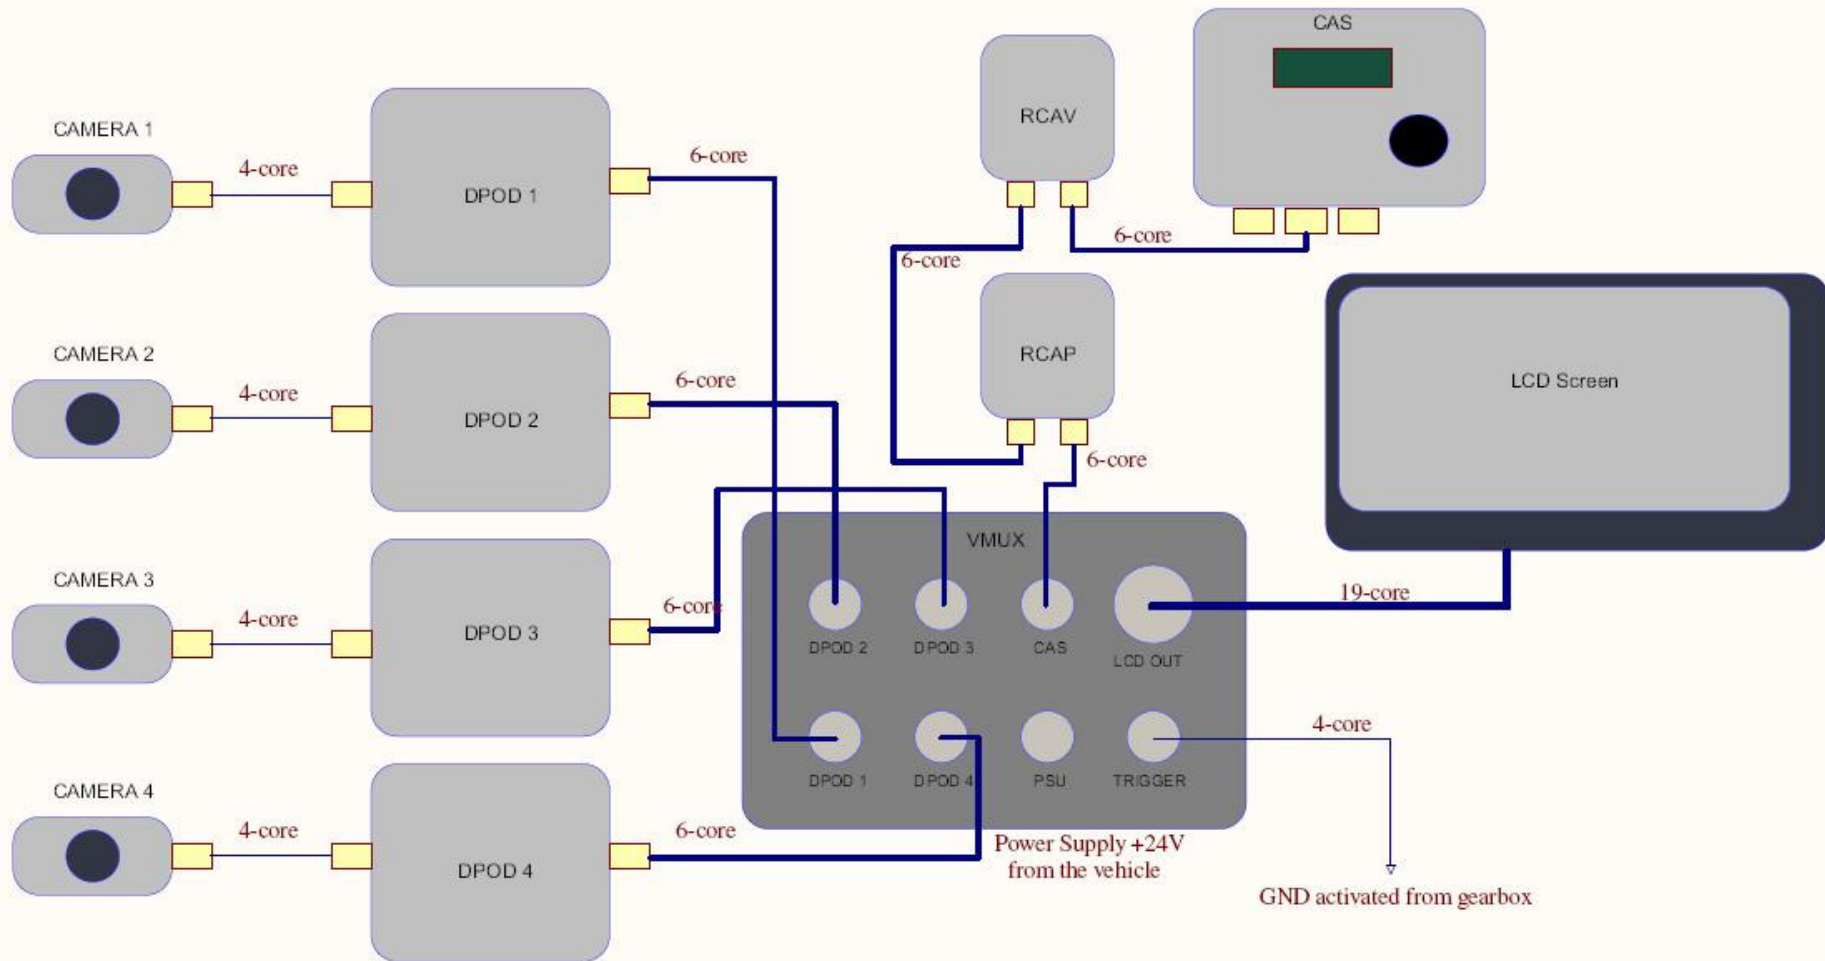 CAS
RCAV
CAMERA 1
4-core
6-core
DPOD 1
6-core
6-core
RCAP
CAMERA 2
4-core
6-core
DPOD 2
LCD Screen
6-core
VMUX
CAMERA 3
4-core
6-core
DPOD 3
19-core
DPOD 2
DPOD 3
CAS
LCD OUT
4-core
DPOD 1
DPOD 4
PSU
TRIGGER
CAMERA 4
4-core
6-core
DPOD 4
Power Supply +24V
from the vehicle
GND activated from gearbox